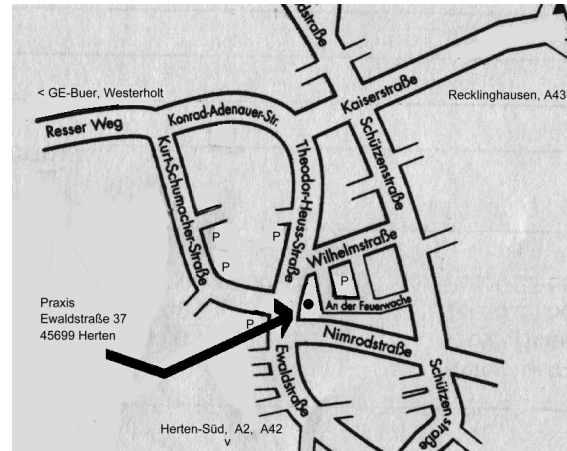 dstraße
< GE-Buer, Westerholt
Kaiserstraße
Recklinghausen, A43
Konrad-Adenauer-Str.
Resser Weg
Schützenstraße
Kurt-Schumacher-Straße
Theodor-Heuss-Straße
Wilhelmstraße
P
P
P
P
An der Feuerwache
Praxis
Ewaldstraße 37
45699 Herten
P
Nimrodstraße
Ewaldstraße
Schützenstraße
Herten-Süd, A2, A42
v